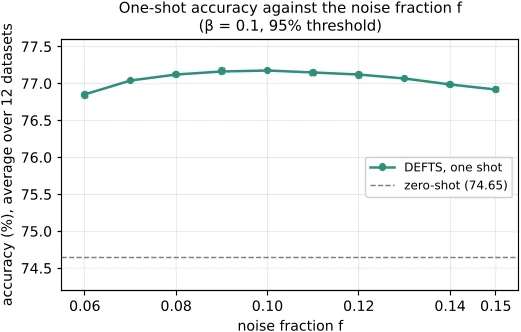 One-shot accuracy against the noise fraction f
(β = 0.1, 95% threshold)
accuracy (%), average over 12 datasets
77.5
77.0
76.5
76.0
75.5
75.0
74.5
DEFTS, one shot
zero-shot (74.65)
0.06 0.08 0.10 0.12 0.14 0.15
noise fraction f